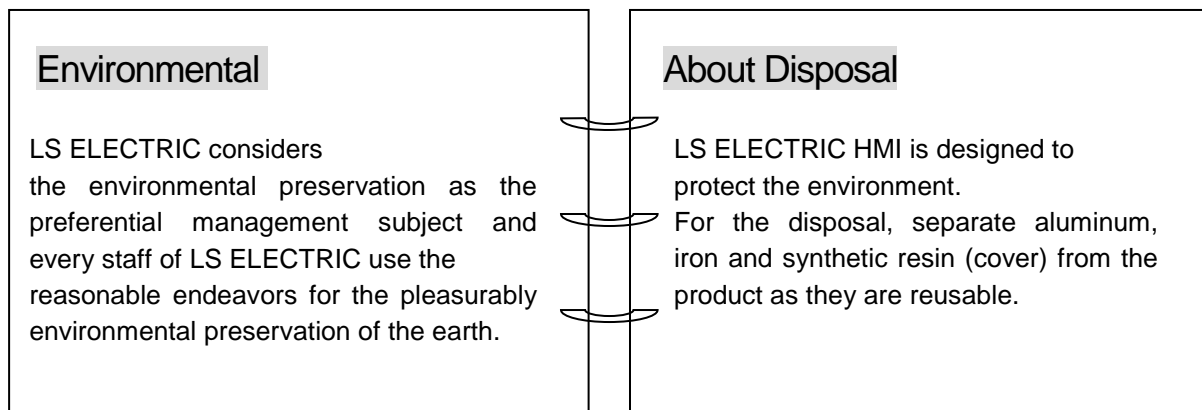 Environmental
LS ELECTRIC considers
the environmental preservation as the
preferential management subject and
every staff of LS ELECTRIC use the
reasonable endeavors for the pleasurably
environmental preservation of the earth.
About Disposal
LS ELECTRIC HMI is designed to
protect the environment.
For the disposal, separate aluminum,
iron and synthetic resin (cover) from the
product as they are reusable.